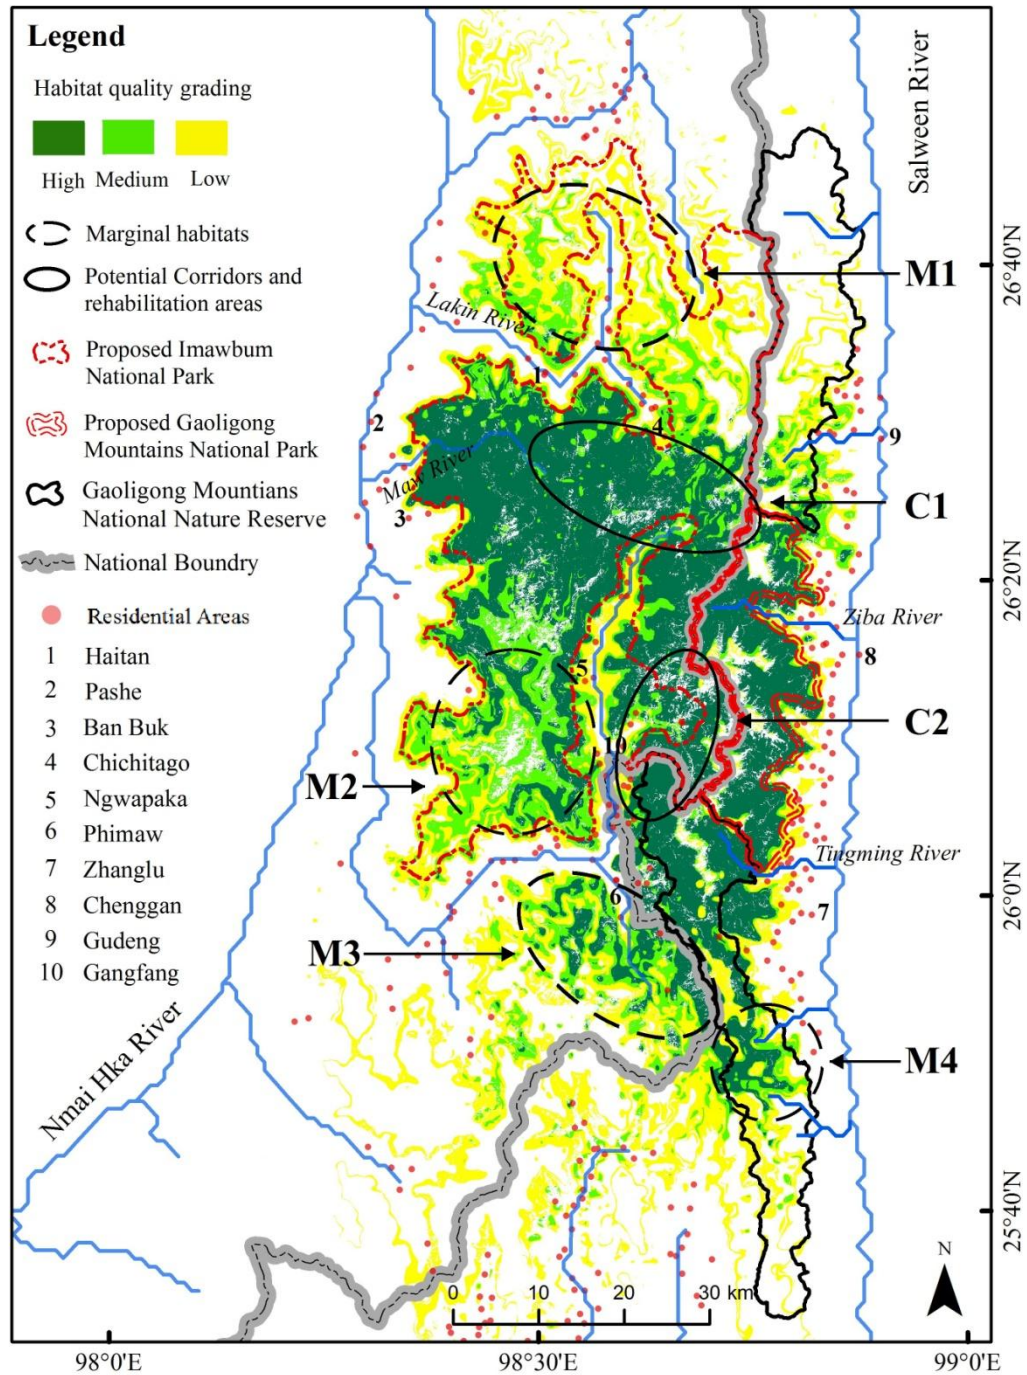 Legend
Habitat quality grading
High Medium Low
Marginal habitats
Potential Corridors and
rehabilitation areas
Proposed Imawbum
National Park
Proposed Gaoligong
Mountains National Park
Gaoligong Mountians
National Nature Reserve
National Boundry
Residential Areas
1 Haitan
2 Pashe
3 Ban Buk
4 Chichitago
5 Ngwapaka
6 Phimaw
7 Zhanglu
8 Chenggan
9 Gudeng
10 Gangfang
Salween River
M1
Lakin River
1
2
4
9
Maw River
3
C1
Ziba River
8
5
C2
10
M2
Tingming River
6
7
M3
M4
Nmai Hka River
N
0 10 20 30 km
26°40'N
26°20'N
26°0'N
25°40'N
98°0'E
98°30'E
99°0'E